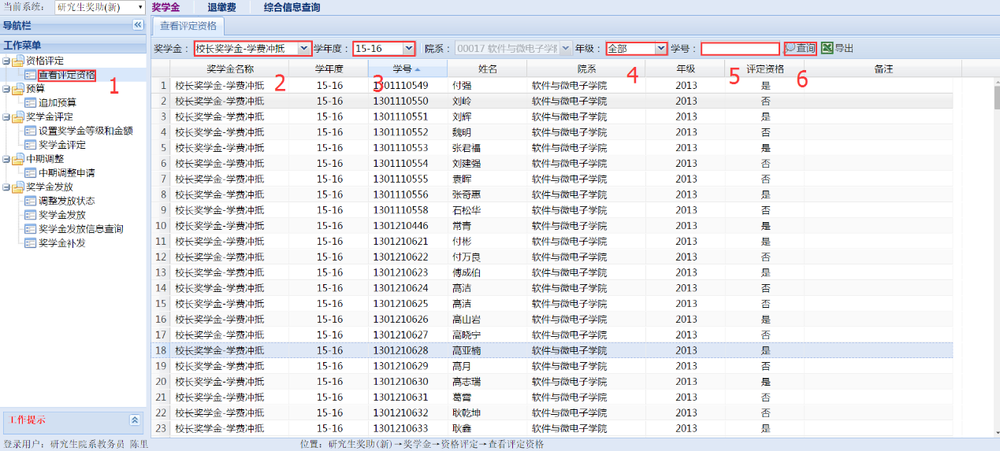 当前系统: 研究生奖助(新) 奖学金 退缴费 综合信息查询
导航栏
查看评定资格
工作菜单
奖学金: 校长奖学金-学费冲抵 学年度: 15-16 院系: 00017 软件与微电子学院 年级: 全部 学号: 查询 导出
资格评定
查看评定资格 1
预算
追加预算
奖学金评定
设置奖学金等级和金额
奖学金评定
中期调整
中期调整申请
奖学金发放
调整发放状态
奖学金发放
奖学金发放信息查询
奖学金补发
奖学金名称 学年度 学号 姓名 院系 年级 评定资格 备注
2 3 4 5 6
1 校长奖学金-学费冲抵 15-16 1301110549 付强 软件与微电子学院 2013 是
2 校长奖学金-学费冲抵 15-16 1301110550 刘岭 软件与微电子学院 2013 否
3 校长奖学金-学费冲抵 15-16 1301110551 刘辉 软件与微电子学院 2013 是
4 校长奖学金-学费冲抵 15-16 1301110552 魏明 软件与微电子学院 2013 否
5 校长奖学金-学费冲抵 15-16 1301110553 张君福 软件与微电子学院 2013 是
6 校长奖学金-学费冲抵 15-16 1301110554 刘建强 软件与微电子学院 2013 否
7 校长奖学金-学费冲抵 15-16 1301110555 袁晖 软件与微电子学院 2013 否
8 校长奖学金-学费冲抵 15-16 1301110556 张奇惠 软件与微电子学院 2013 是
9 校长奖学金-学费冲抵 15-16 1301110558 石松华 软件与微电子学院 2013 否
10 校长奖学金-学费冲抵 15-16 1301210446 常青 软件与微电子学院 2013 是
11 校长奖学金-学费冲抵 15-16 1301210621 付彬 软件与微电子学院 2013 是
12 校长奖学金-学费冲抵 15-16 1301210622 付万良 软件与微电子学院 2013 否
13 校长奖学金-学费冲抵 15-16 1301210623 傅成伯 软件与微电子学院 2013 是
14 校长奖学金-学费冲抵 15-16 1301210624 高洁 软件与微电子学院 2013 否
15 校长奖学金-学费冲抵 15-16 1301210625 高洁 软件与微电子学院 2013 否
16 校长奖学金-学费冲抵 15-16 1301210626 高山岩 软件与微电子学院 2013 是
17 校长奖学金-学费冲抵 15-16 1301210627 高晓宁 软件与微电子学院 2013 否
18 校长奖学金-学费冲抵 15-16 1301210628 高亚楠 软件与微电子学院 2013 是
19 校长奖学金-学费冲抵 15-16 1301210629 高月 软件与微电子学院 2013 否
20 校长奖学金-学费冲抵 15-16 1301210630 高志瑞 软件与微电子学院 2013 是
21 校长奖学金-学费冲抵 15-16 1301210631 葛霄 软件与微电子学院 2013 否
22 校长奖学金-学费冲抵 15-16 1301210632 耿乾坤 软件与微电子学院 2013 否
23 校长奖学金-学费冲抵 15-16 1301210633 耿鑫 软件与微电子学院 2013 是
工作提示
登录用户: 研究生院系教务员 陈里 位置: 研究生奖助(新)→奖学金→资格评定→查看评定资格